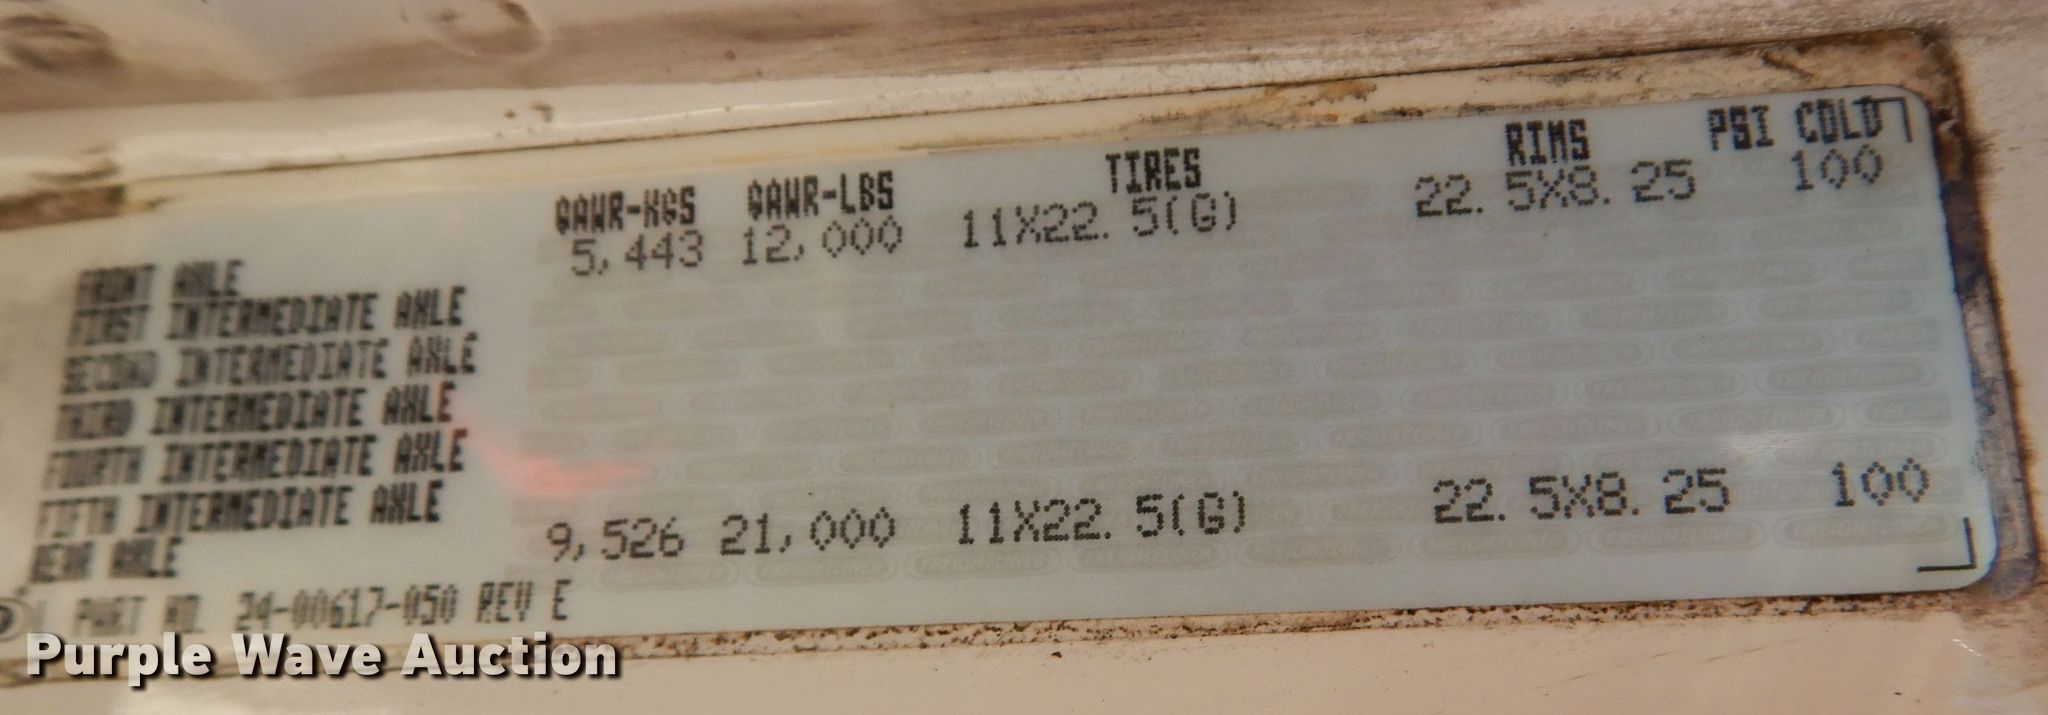 GAWR-KGS GAWR-LBS TIRES RIMS PSI COLD
FRONT AXLE 5,443 12,000 11X22.5(G) 22.5X8.25 100
FIRST INTERMEDIATE AXLE
SECOND INTERMEDIATE AXLE
THIRD INTERMEDIATE AXLE
FOURTH INTERMEDIATE AXLE
FIFTH INTERMEDIATE AXLE
REAR AXLE 9,526 21,000 11X22.5(G) 22.5X8.25 100
PART NO. 24-00617-050 REV E
Purple Wave Auction